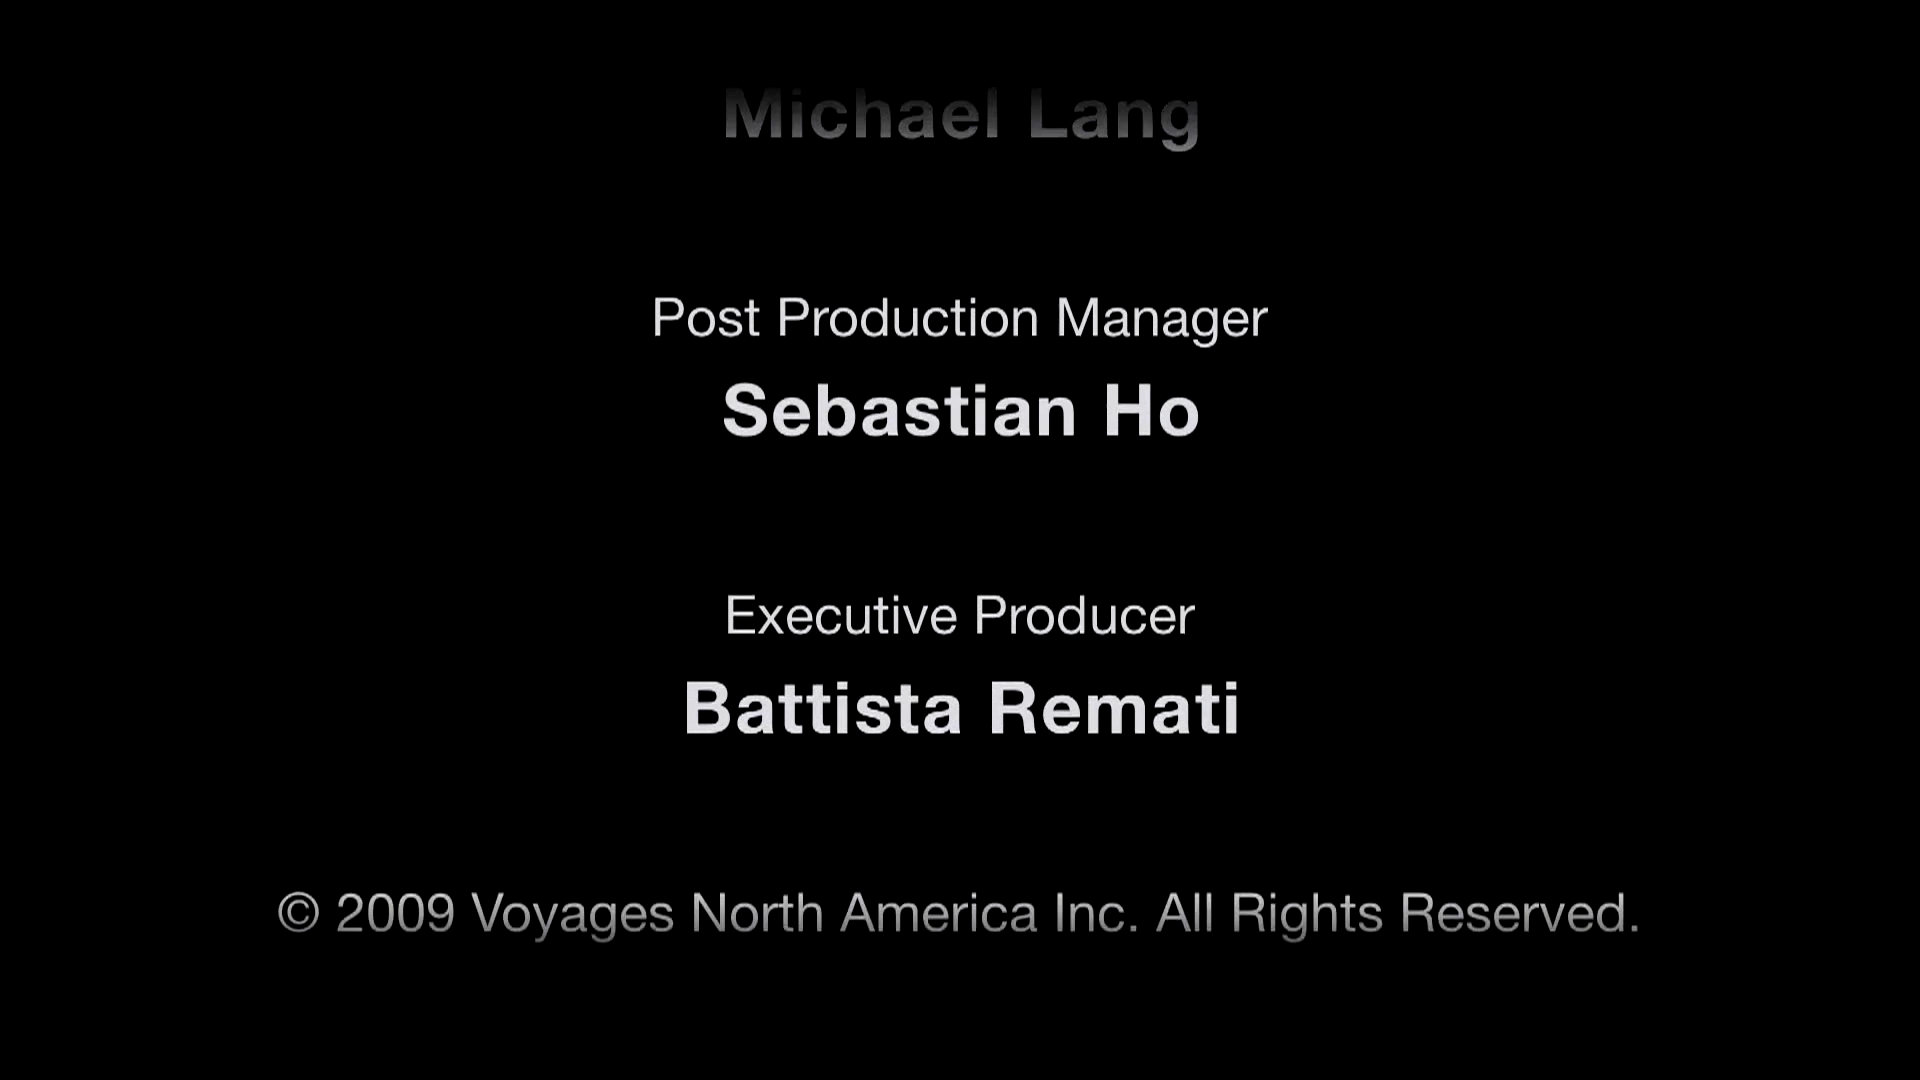 Michael Lang
Post Production Manager
Sebastian Ho
Executive Producer
Battista Remati
© 2009 Voyages North America Inc. All Rights Reserved.